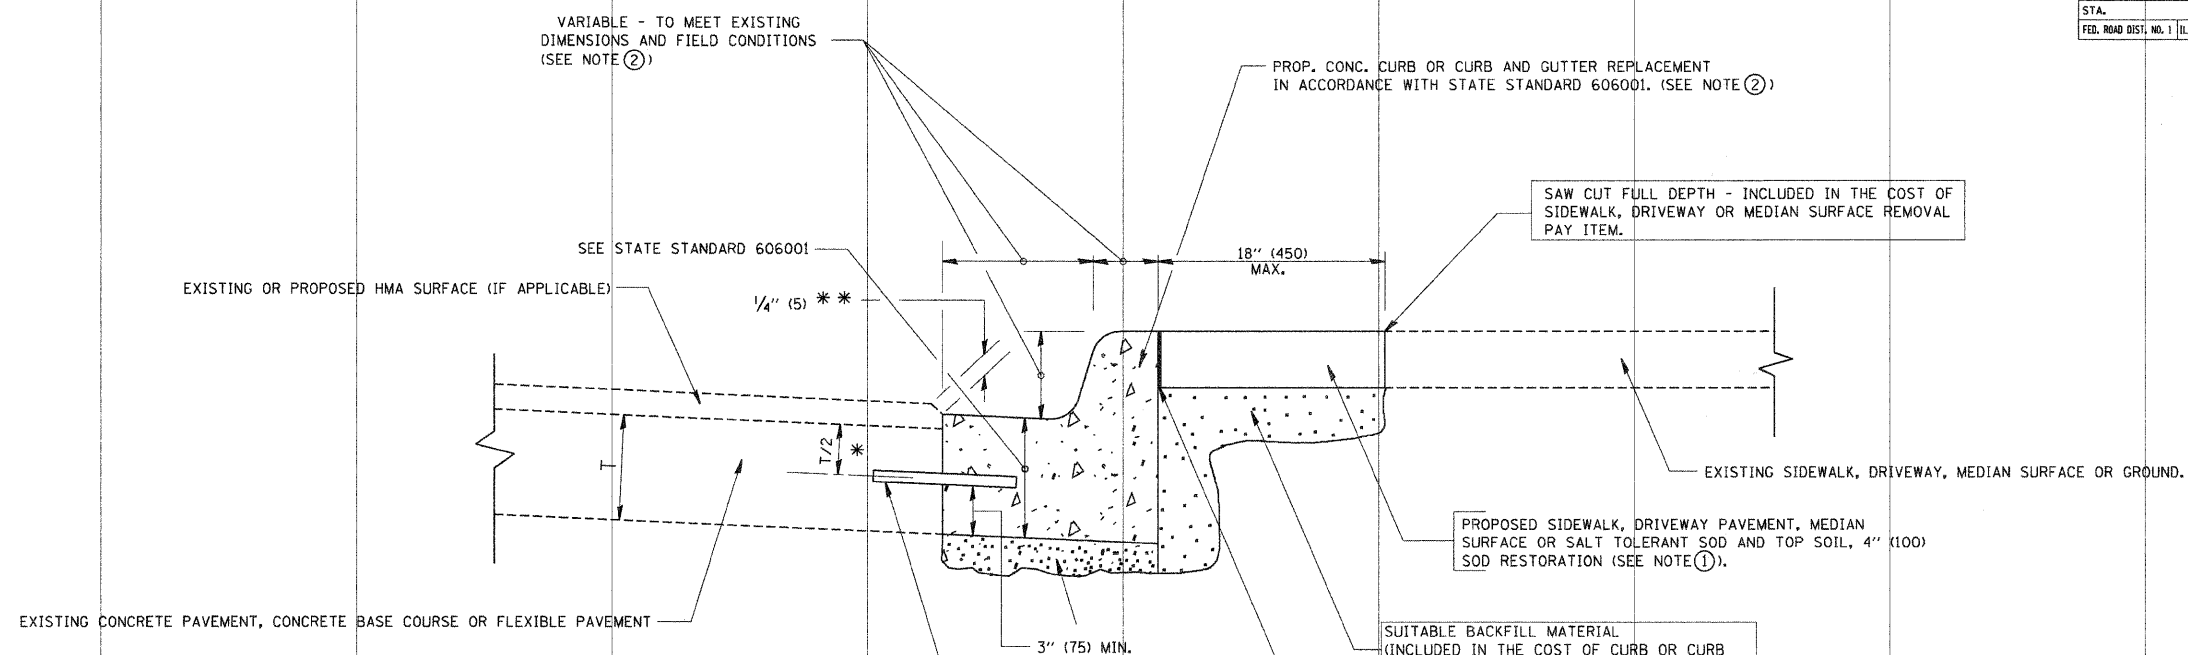 STA.
FED. ROAD DIST. NO. 1
VARIABLE - TO MEET EXISTING
DIMENSIONS AND FIELD CONDITIONS
(SEE NOTE ②)
PROP. CONC. CURB OR CURB AND GUTTER REPLACEMENT
IN ACCORDANCE WITH STATE STANDARD 606001. (SEE NOTE ②)
SAW CUT FULL DEPTH - INCLUDED IN THE COST OF
SIDEWALK, DRIVEWAY OR MEDIAN SURFACE REMOVAL
PAY ITEM.
SEE STATE STANDARD 606001
18" (450)
MAX.
EXISTING OR PROPOSED HMA SURFACE (IF APPLICABLE)
1/4" (5) * *
T
T/2 *
EXISTING SIDEWALK, DRIVEWAY, MEDIAN SURFACE OR GROUND.
PROPOSED SIDEWALK, DRIVEWAY PAVEMENT, MEDIAN
SURFACE OR SALT TOLERANT SOD AND TOP SOIL, 4" (100)
SOD RESTORATION (SEE NOTE ①).
EXISTING CONCRETE PAVEMENT, CONCRETE BASE COURSE OR FLEXIBLE PAVEMENT
3" (75) MIN.
SUITABLE BACKFILL MATERIAL
(INCLUDED IN THE COST OF CURB OR CURB